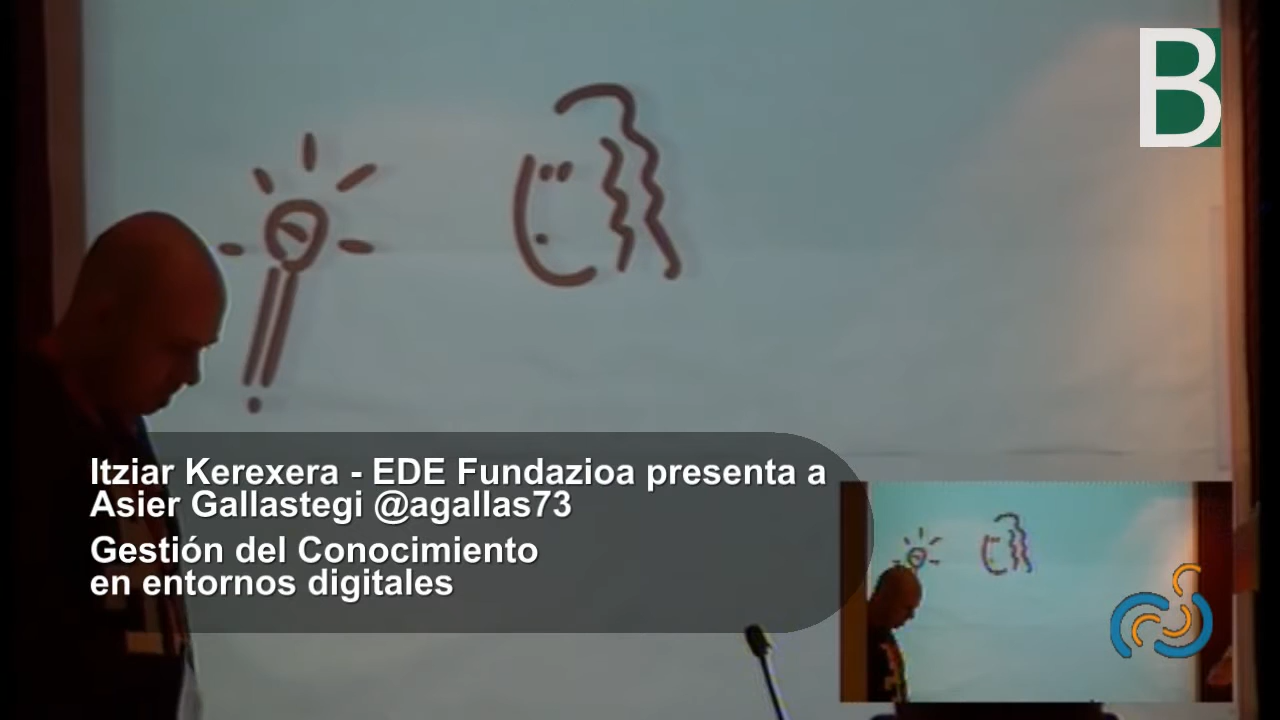 B
Itziar Kerexera - EDE Fundazioa presenta a
Asier Gallastegi @agallas73
Gestión del Conocimiento
en entornos digitales